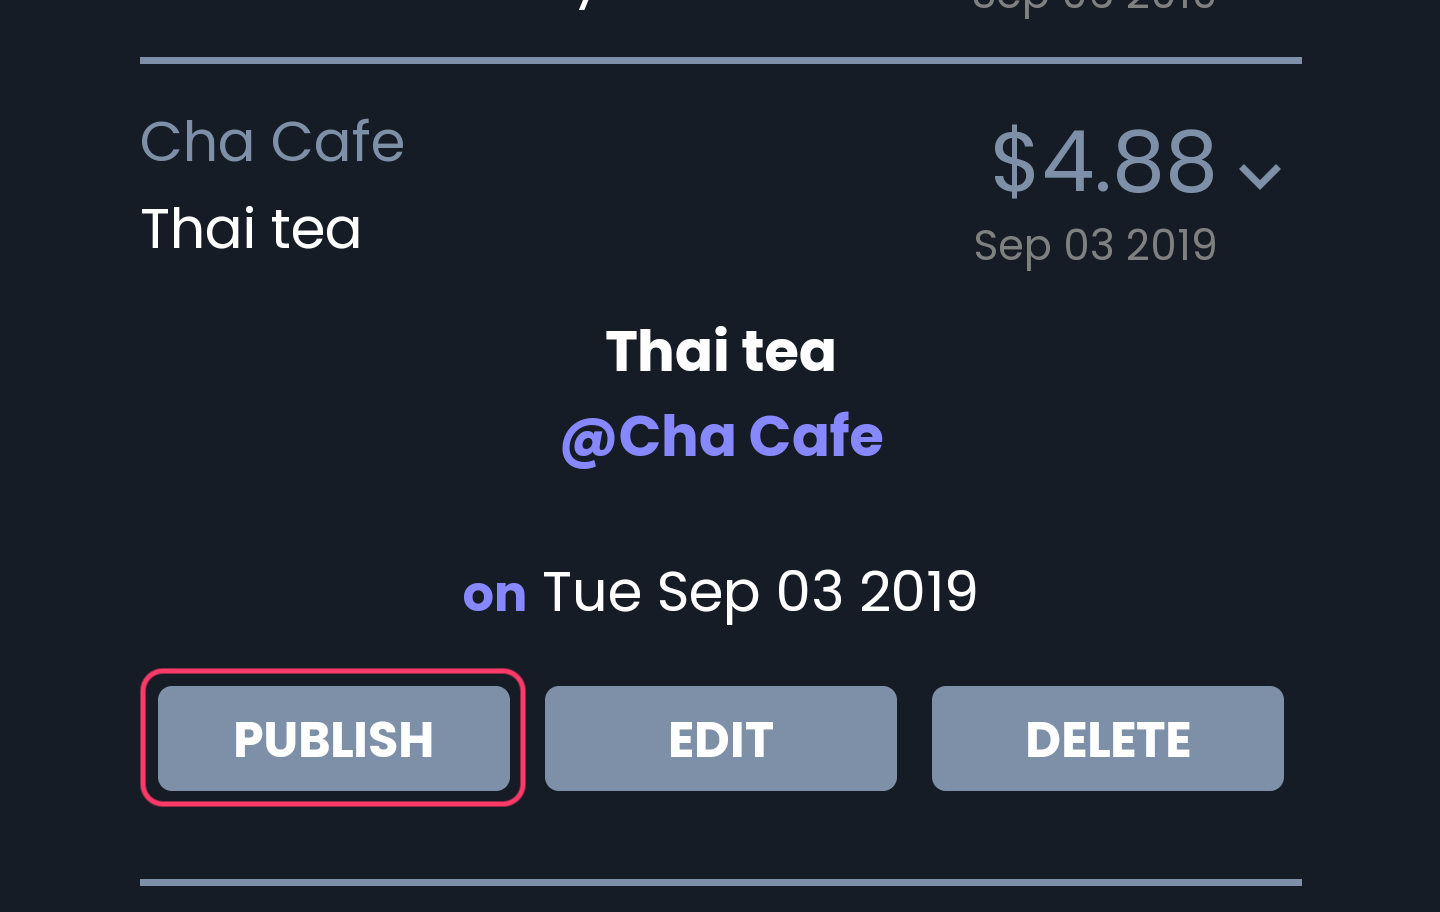 Cha Cafe
$4.88
Thai tea
Sep 03 2019
Thai tea
@Cha Cafe
on Tue Sep 03 2019
PUBLISH
EDIT
DELETE